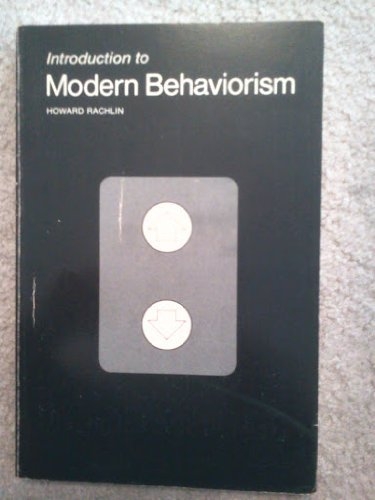 Introduction to
Modern Behaviorism
HOWARD RACHLIN